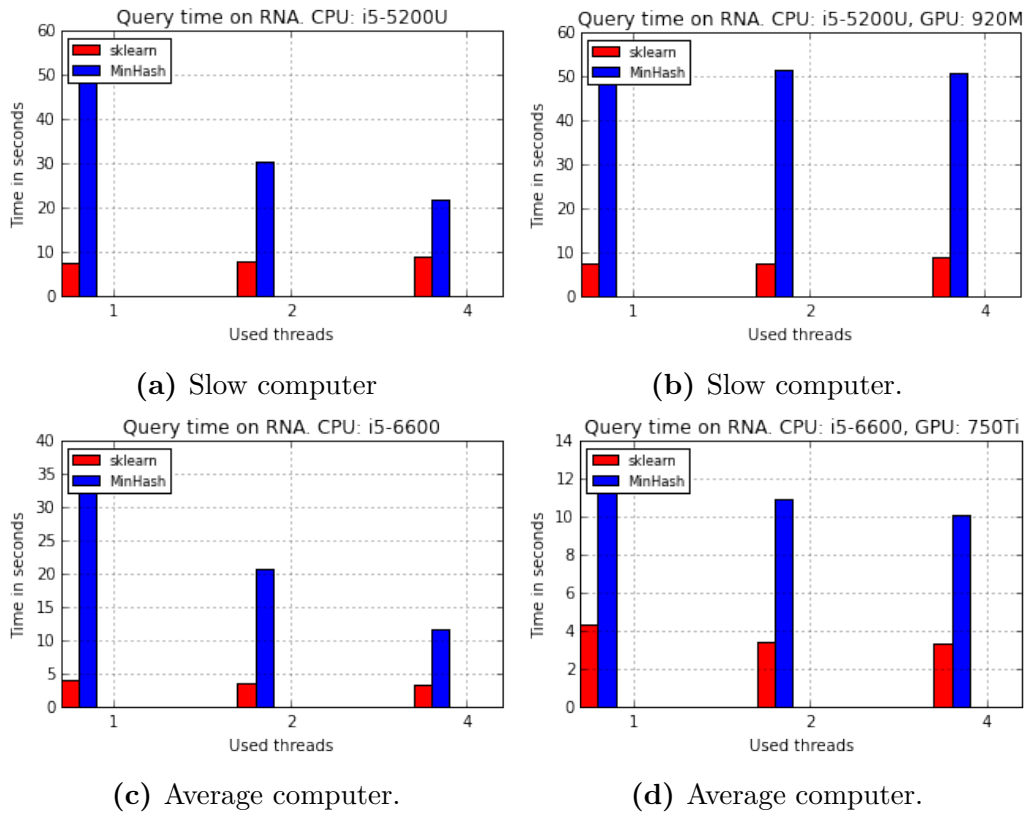 Query time on RNA. CPU: i5-5200U
60
50
40
30
20
10
0
Time in seconds
sklearn
MinHash
1
2
4
Used threads
(a) Slow computer
Query time on RNA. CPU: i5-5200U, GPU: 920M
60
50
40
30
20
10
0
Time in seconds
sklearn
MinHash
1
2
4
Used threads
(b) Slow computer.
Query time on RNA. CPU: i5-6600
40
35
30
25
20
15
10
5
0
Time in seconds
sklearn
MinHash
1
2
4
Used threads
(c) Average computer.
Query time on RNA. CPU: i5-6600, GPU: 750Ti
14
12
10
8
6
4
2
0
Time in seconds
sklearn
MinHash
1
2
4
Used threads
(d) Average computer.